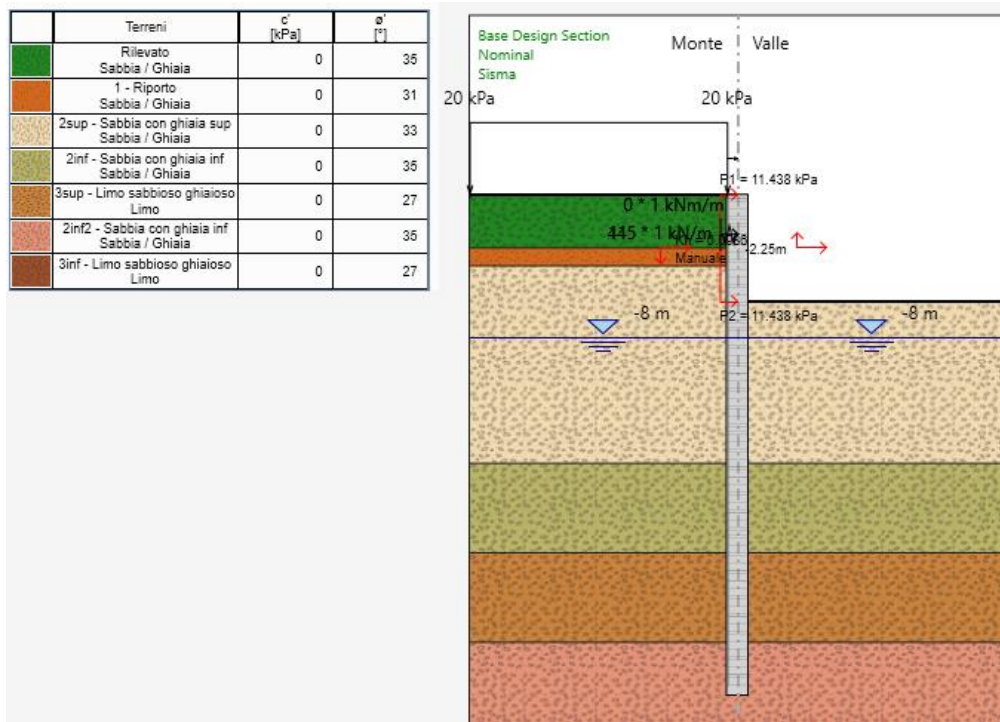 Terreni c' ø'
[kPa] [°]
Rilevato
Sabbia / Ghiaia 0 35
1 - Riporto
Sabbia / Ghiaia 0 31
2sup - Sabbia con ghiaia sup
Sabbia / Ghiaia 0 33
2inf - Sabbia con ghiaia inf
Sabbia / Ghiaia 0 35
3sup - Limo sabbioso ghiaioso
Limo 0 27
2inf2 - Sabbia con ghiaia inf
Sabbia / Ghiaia 0 35
3inf - Limo sabbioso ghiaioso
Limo 0 27
Base Design Section
Nominal
Sisma
Monte Valle
20 kPa 20 kPa
P1 = 11.438 kPa
0 * 1 kNm/m
445 * 1 kN/m
-2.25m
Manuale
P2 = 11.438 kPa
-8 m -8 m